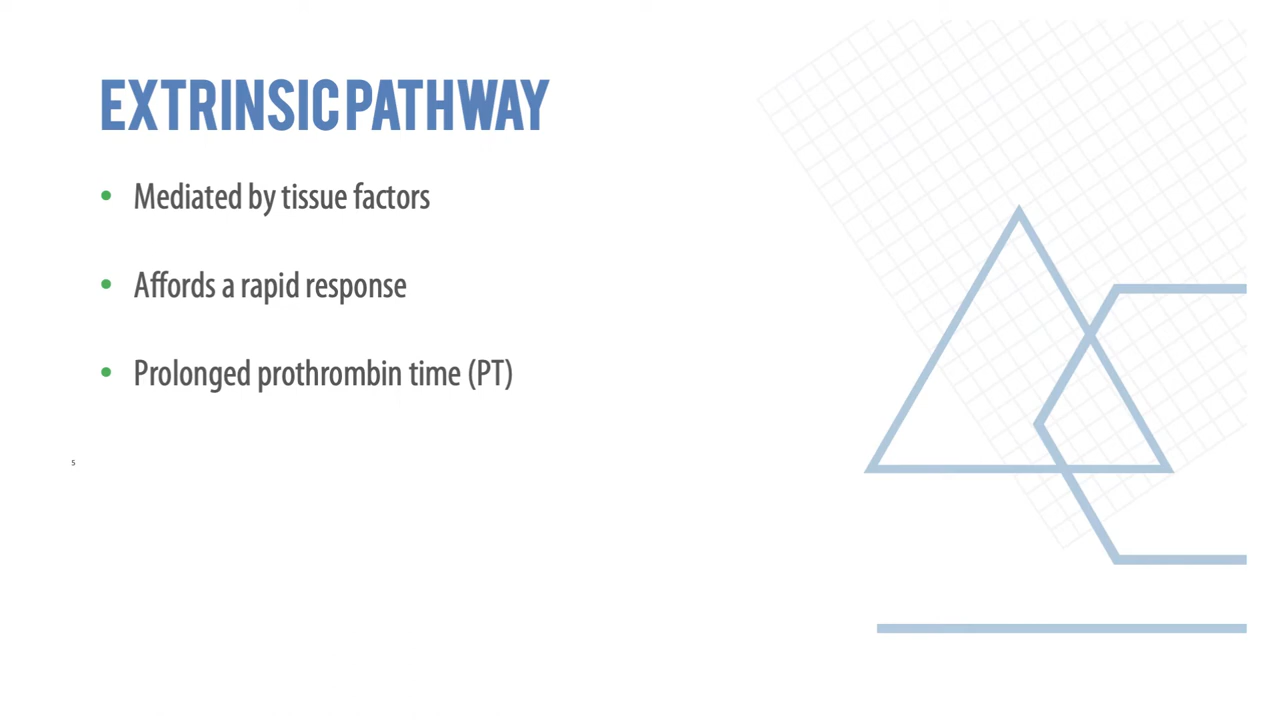 EXTRINSIC PATHWAY
• Mediated by tissue factors
• Affords a rapid response
• Prolonged prothrombin time (PT)
5